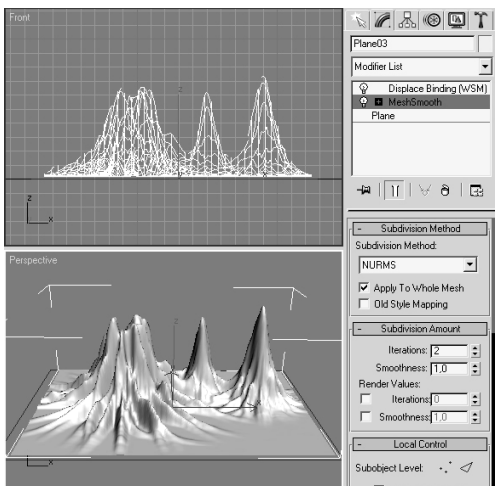 Front
z
z
x
x
Perspective
z
x
x
Plane03
Modifier List
Displace Binding (WSM)
MeshSmooth
Plane
- Subdivision Method
Subdivision Method:
NURMS
Apply To Whole Mesh
Old Style Mapping
- Subdivision Amount
Iterations: 2
Smoothness: 1,0
Render Values:
Iterations: 0
Smoothness: 1,0
- Local Control
Subobject Level: